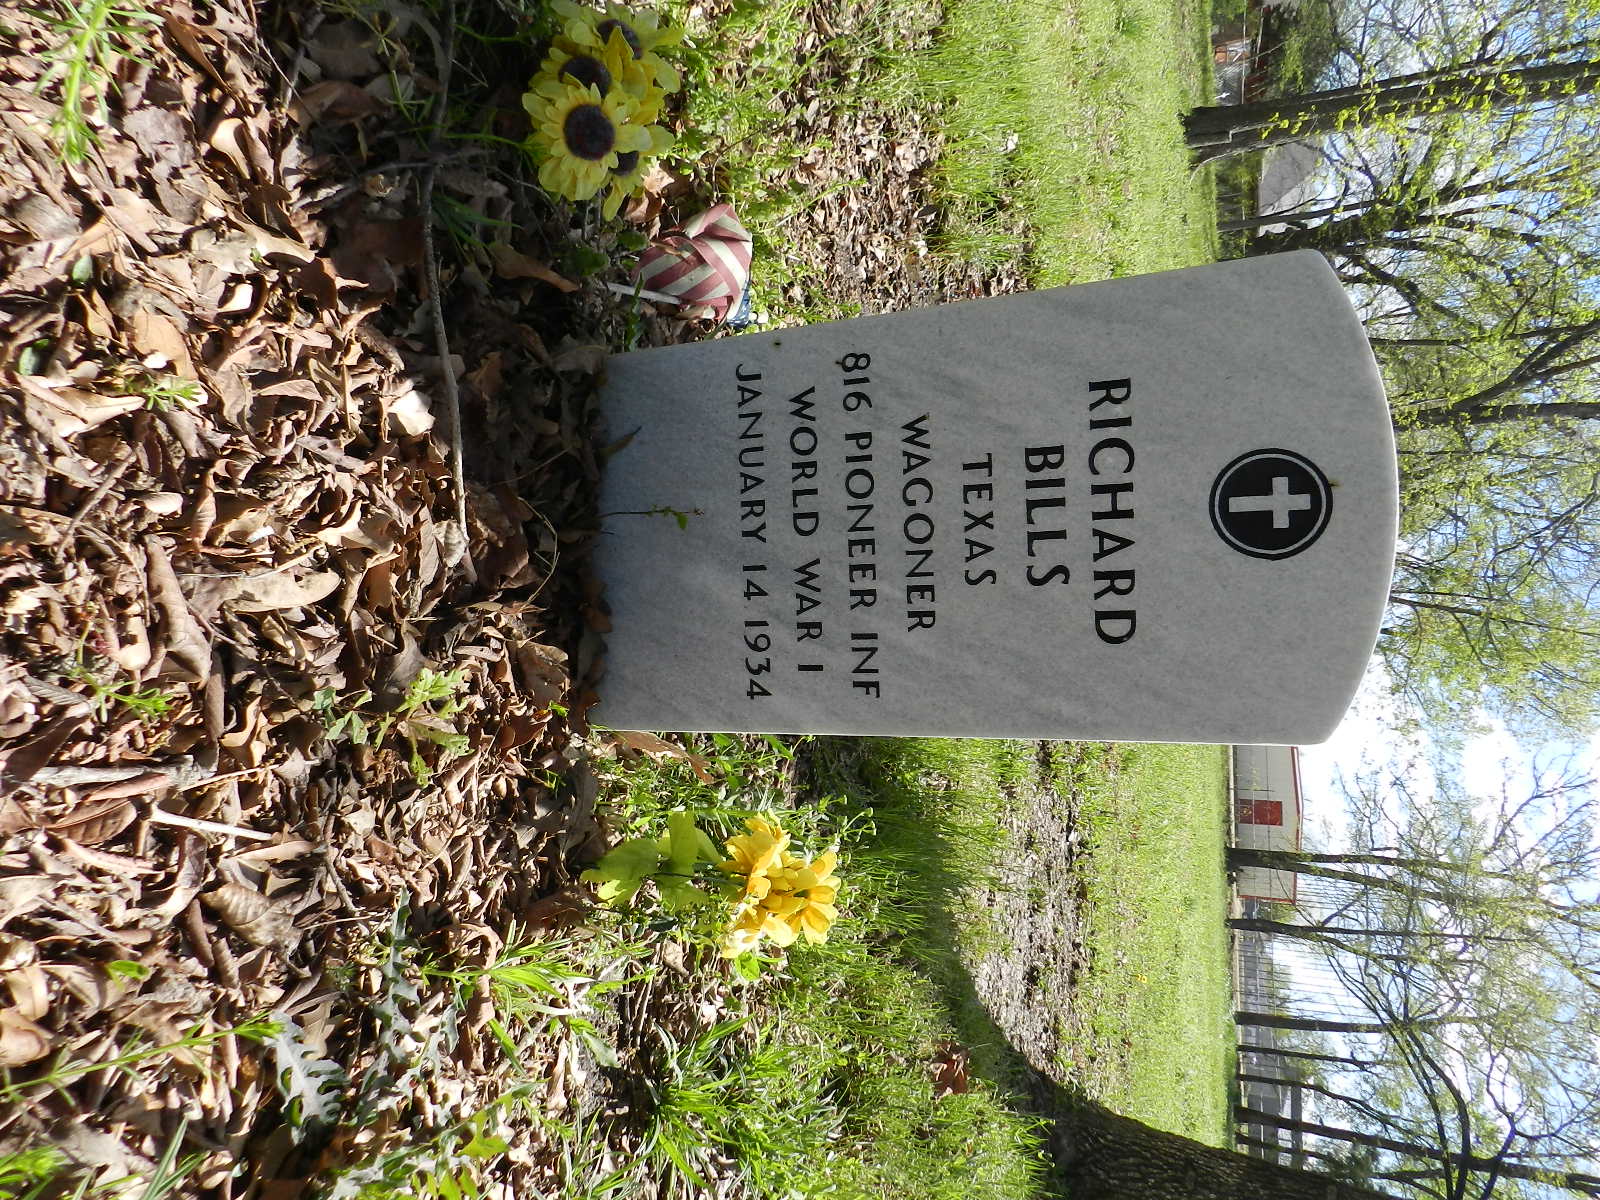 RICHARD
BILLS
TEXAS
WAGONER
816 PIONEER INF
WORLD WAR I
JANUARY 14 1934